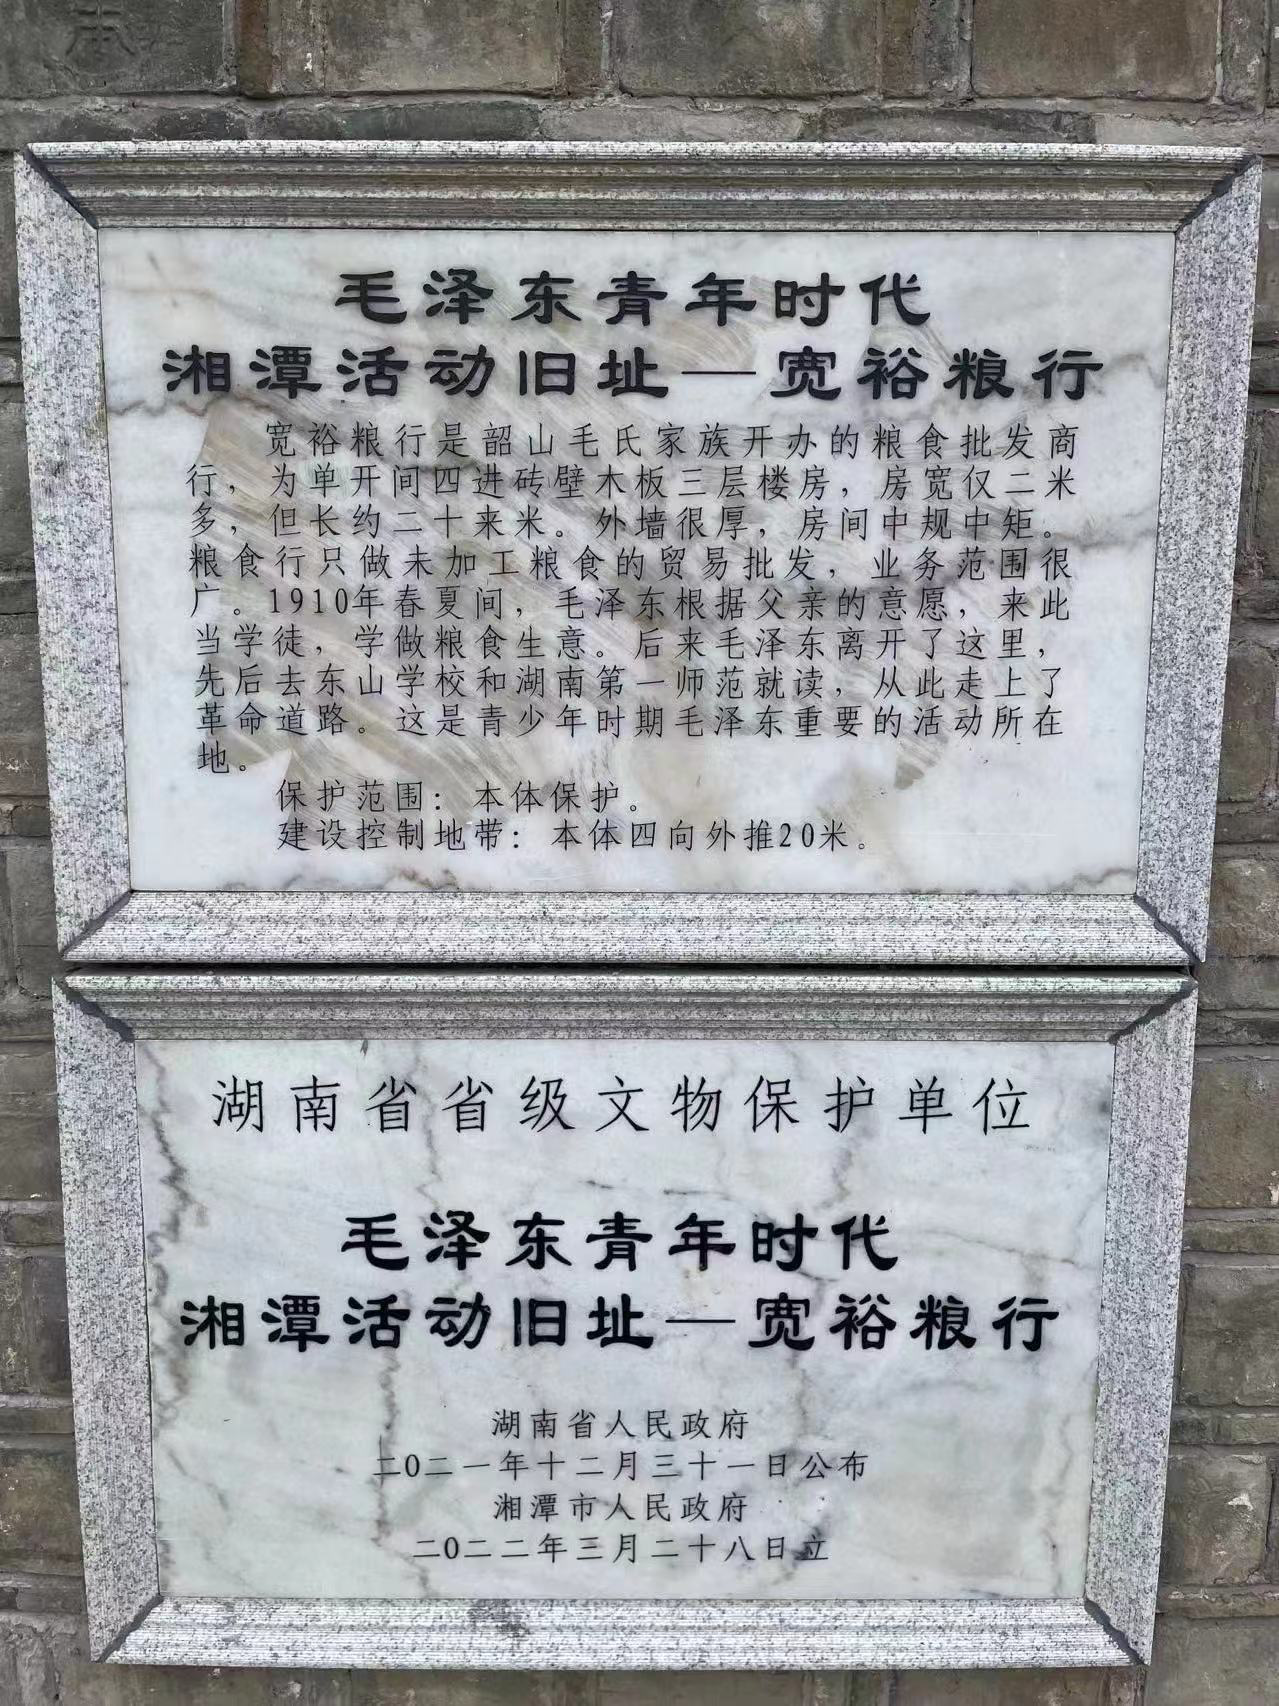 毛泽东青年时代
湘潭活动旧址—宽裕粮行
宽裕粮行是韶山毛氏家族开办的粮食批发商
行，为单开间四进砖壁木板三层楼房，房宽仅二米
多，但长约二十来米。外墙很厚，房间中规中矩。
粮食行只做未加工粮食的贸易批发，业务范围很
广。1910年春夏间，毛泽东根据父亲的意愿，来此
当学徒，学做粮食生意。后来毛泽东离开了这里，
先后去东山学校和湖南第一师范就读，从此走上了
革命道路。这是青少年时期毛泽东重要的活动所在
地。
保护范围：本体保护。
建设控制地带：本体四向外推20米。
湖南省省级文物保护单位
毛泽东青年时代
湘潭活动旧址—宽裕粮行
湖南省人民政府
二0二一年十二月三十一日公布
湘潭市人民政府
二0二二年三月二十八日立